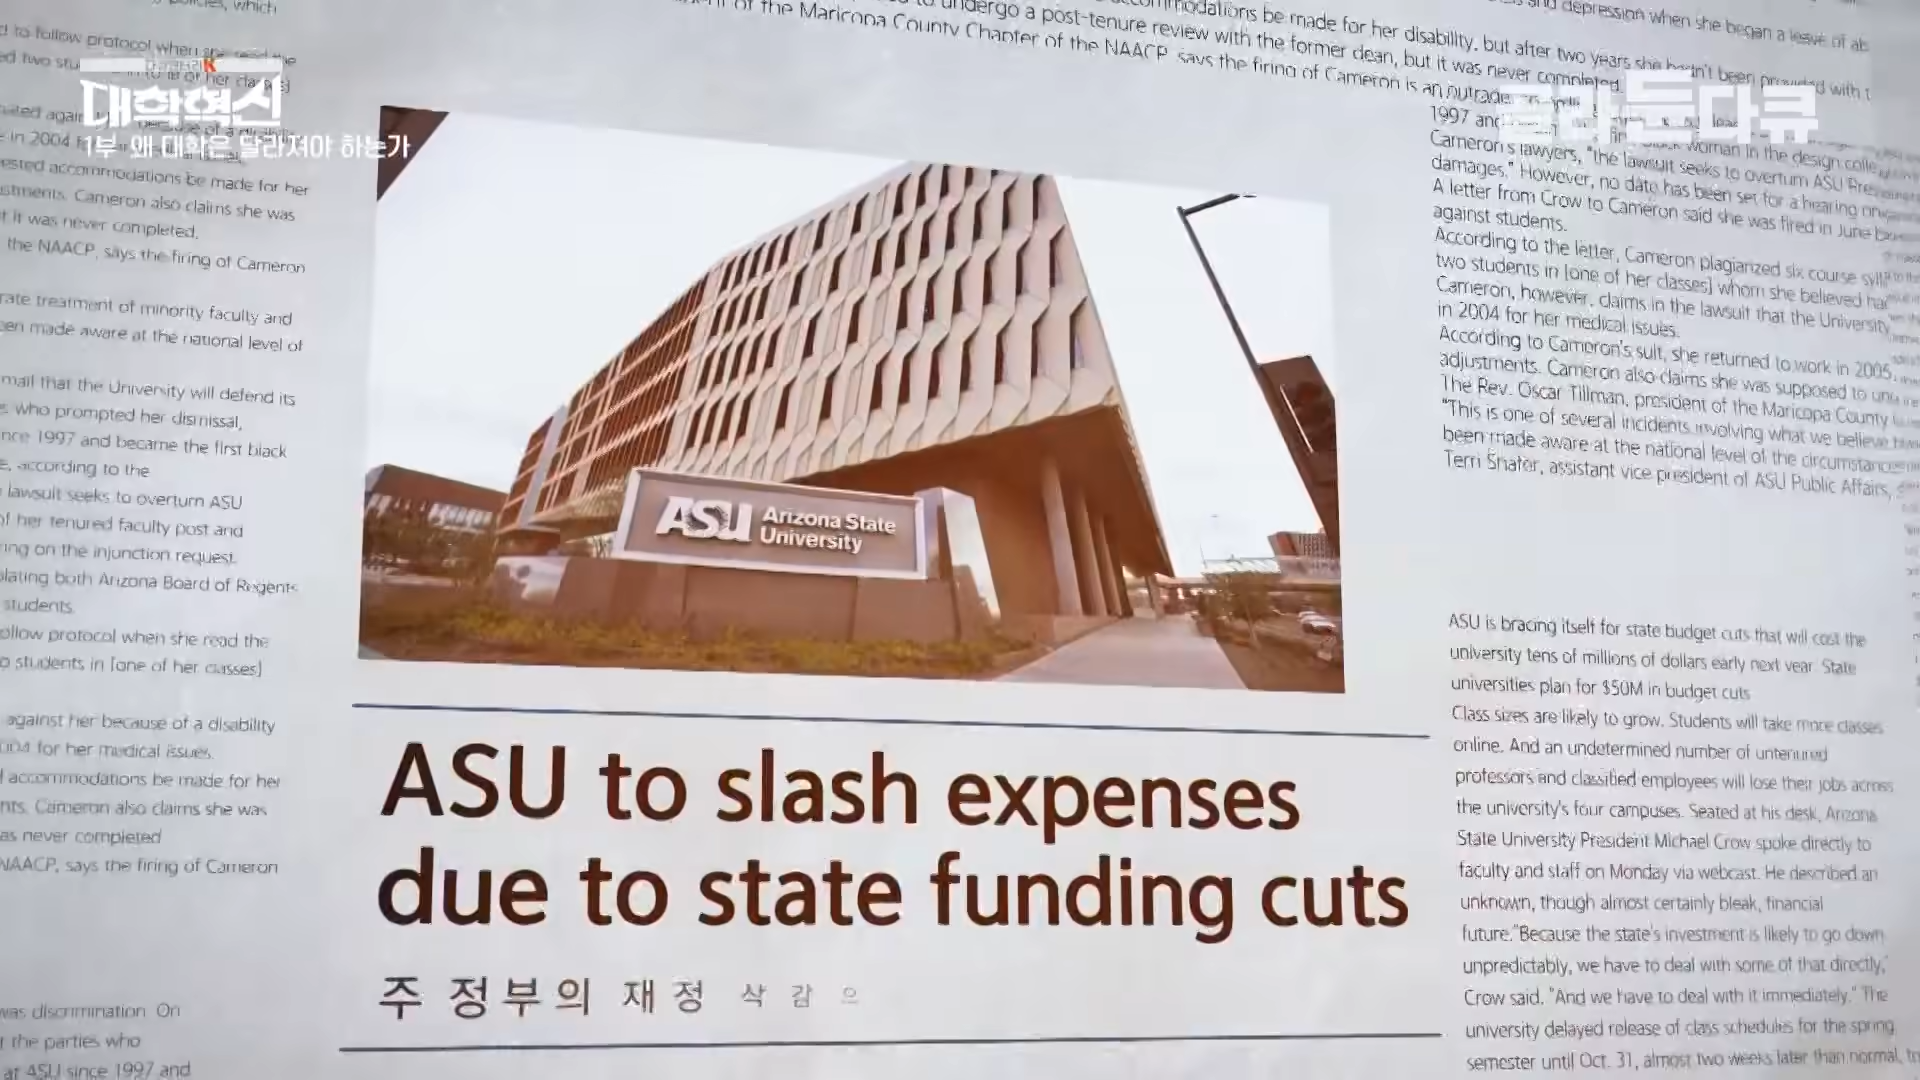 대학혁신
1부 왜 대학은 달라져야 하는가
골라듄다큐
accommodations be made for her disability, but after two years she hadn't been provided with t
undergo a post-tenure review with the former dean, but it was never completed.
of the Maricopa County Chapter of the NAACP, says the firing of Cameron is an outrage.
and depression when she began a leave of ab
d to follow protocol when she read the
in 2004
ested accommodations be made for her
stments. Cameron also claims she was
t it was never completed.
the NAACP, says the firing of Cameron
rate treatment of minority faculty and
en made aware at the national level of
mail that the University will defend its
s who prompted her dismissal,
nce 1997 and became the first black
e, according to the
lawsuit seeks to overturn ASU
of her tenured faculty post and
ring on the injunction request.
olating both Arizona Board of Regents
students.
ollow protocol when she read the
o students in [one of her classes]
against her because of a disability
004 for her medical issues.
d accommodations be made for her
nts. Cameron also claims she was
as never completed
NAACP, says the firing of Cameron
was discrimination. On
r the parties who
at ASU since 1997 and
ASU Arizona State
University
ASU to slash expenses
due to state funding cuts
주 정부의 재정 삭감 으
1997 and
Cameron's lawyers, "the lawsuit seeks to overturn ASU Pres
damages." However, no date has been set for a hearing on
A letter from Crow to Cameron said she was fired in June
against students.
According to the letter, Cameron plagiarized six course syll
two students in [one of her classes] whom she believed had
Cameron, however, claims in the lawsuit that the University
in 2004 for her medical issues.
According to Cameron's suit, she returned to work in 2005,
adjustments. Cameron also claims she was supposed to und
The Rev. Oscar Tillman, president of the Maricopa County
"This is one of several incidents involving what we believe
been made aware at the national level of the circumstances
Terri Shafer, assistant vice president of ASU Public Affairs,
ASU is bracing itself for state budget cuts that will cost the
university tens of millions of dollars early next year. State
universities plan for $50M in budget cuts
Class sizes are likely to grow. Students will take more classes
online. And an undetermined number of untenured
professors and classified employees will lose their jobs across
the university's four campuses. Seated at his desk, Arizona
State University President Michael Crow spoke directly to
faculty and staff on Monday via webcast. He described an
unknown, though almost certainly bleak, financial
future."Because the state's investment is likely to go down
unpredictably, we have to deal with some of that directly,"
Crow said. "And we have to deal with it immediately." The
university delayed release of class schedules for the spring
semester until Oct. 31, almost two weeks later than normal, to